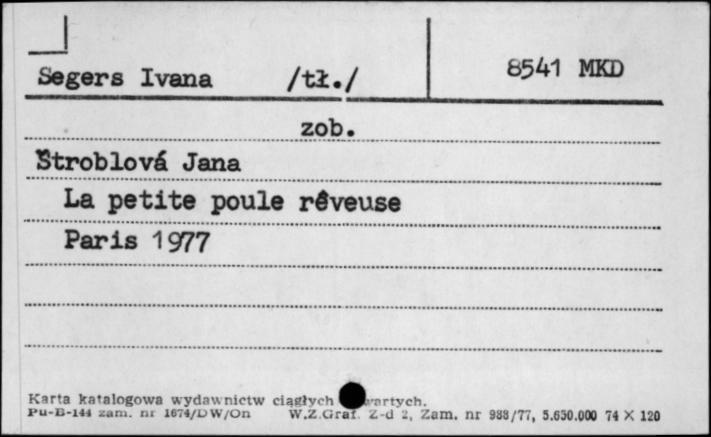 Segers Ivana /tł./ 8541 MKD
zob.
Štroblová Jana
La petite poule rêveuse
Paris 1977
Karta katalogowa wydawnictw ciągłych
Pu-B-144 zam. nr 1674/DW/On W.Z.Graf. Z-d 2, Zam. nr 988/77, 5.650.000 74 X 120